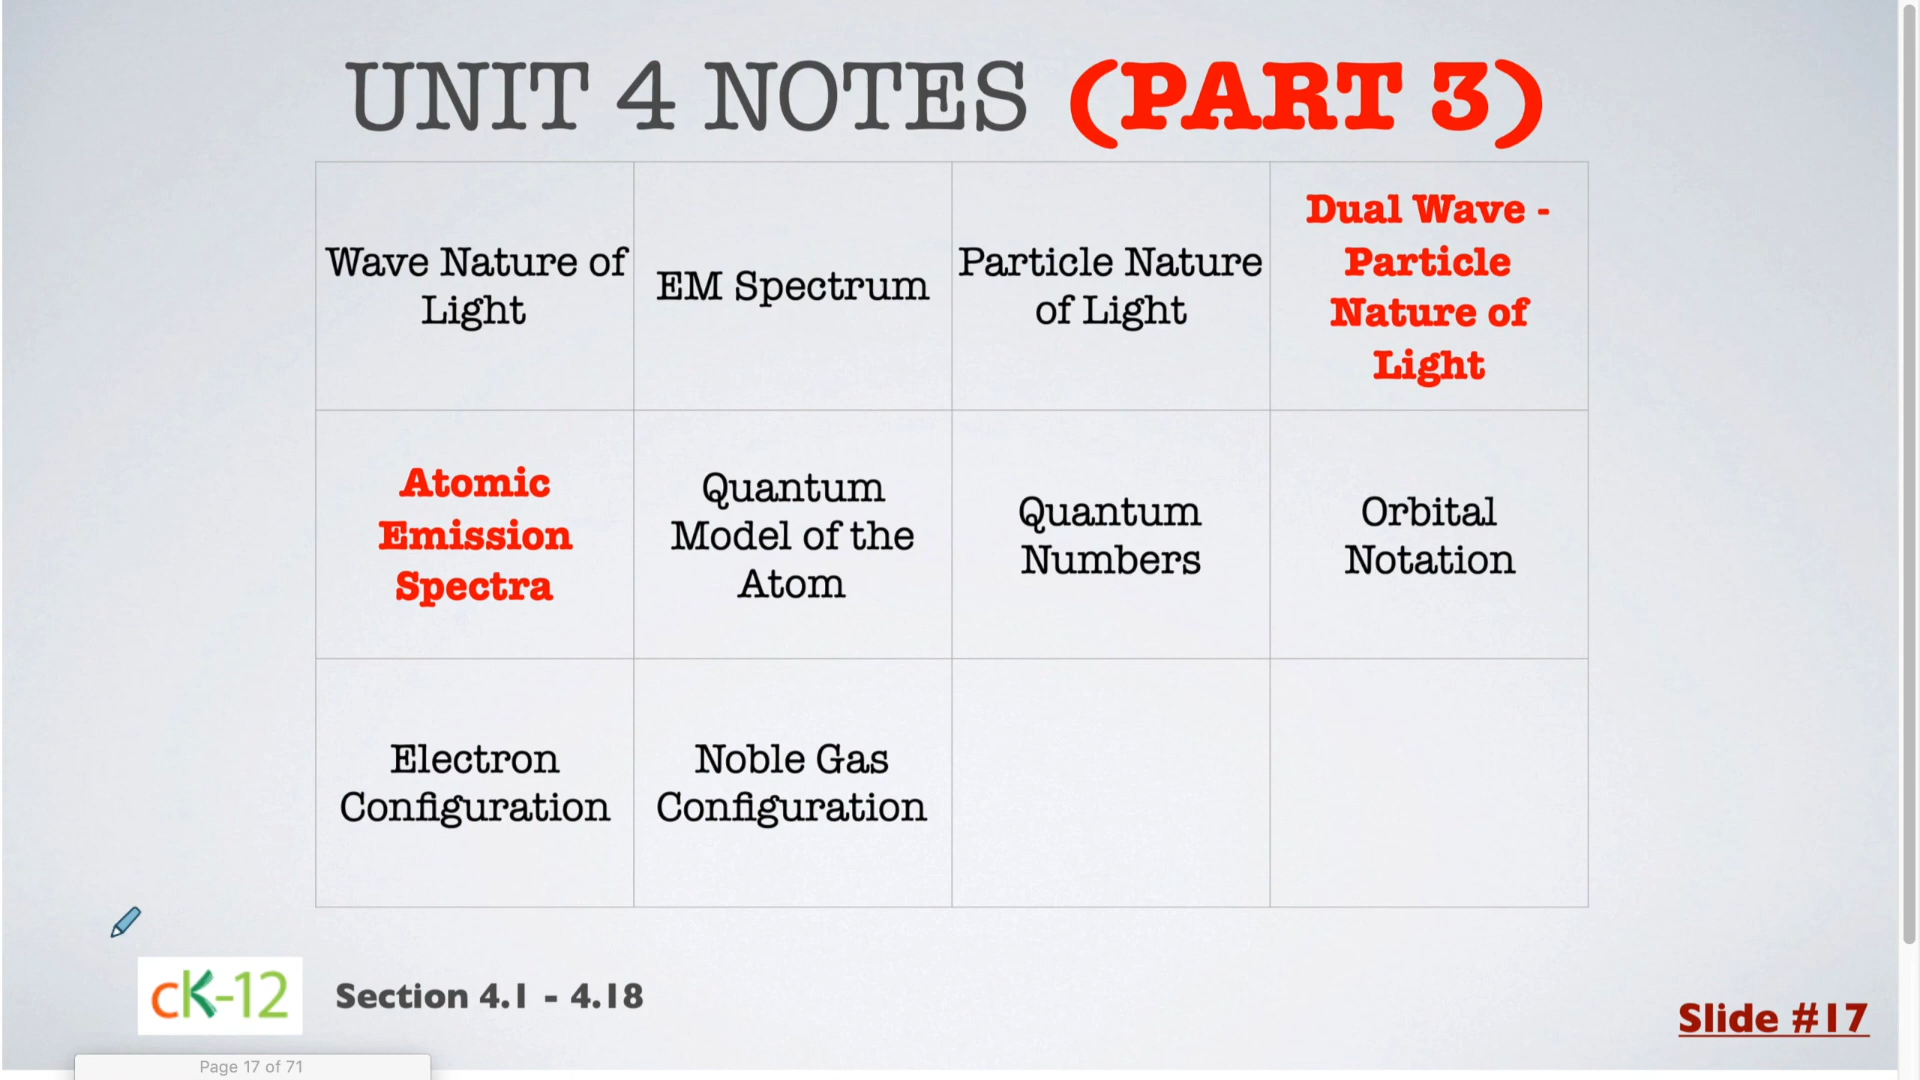 UNIT 4 NOTES (PART 3)
Wave Nature of
Light
EM Spectrum
Particle Nature
of Light
Dual Wave -
Particle
Nature of
Light
Atomic
Emission
Spectra
Quantum
Model of the
Atom
Quantum
Numbers
Orbital
Notation
Electron
Configuration
Noble Gas
Configuration
cK-12
Section 4.1 - 4.18
Slide #17
Page 17 of 71